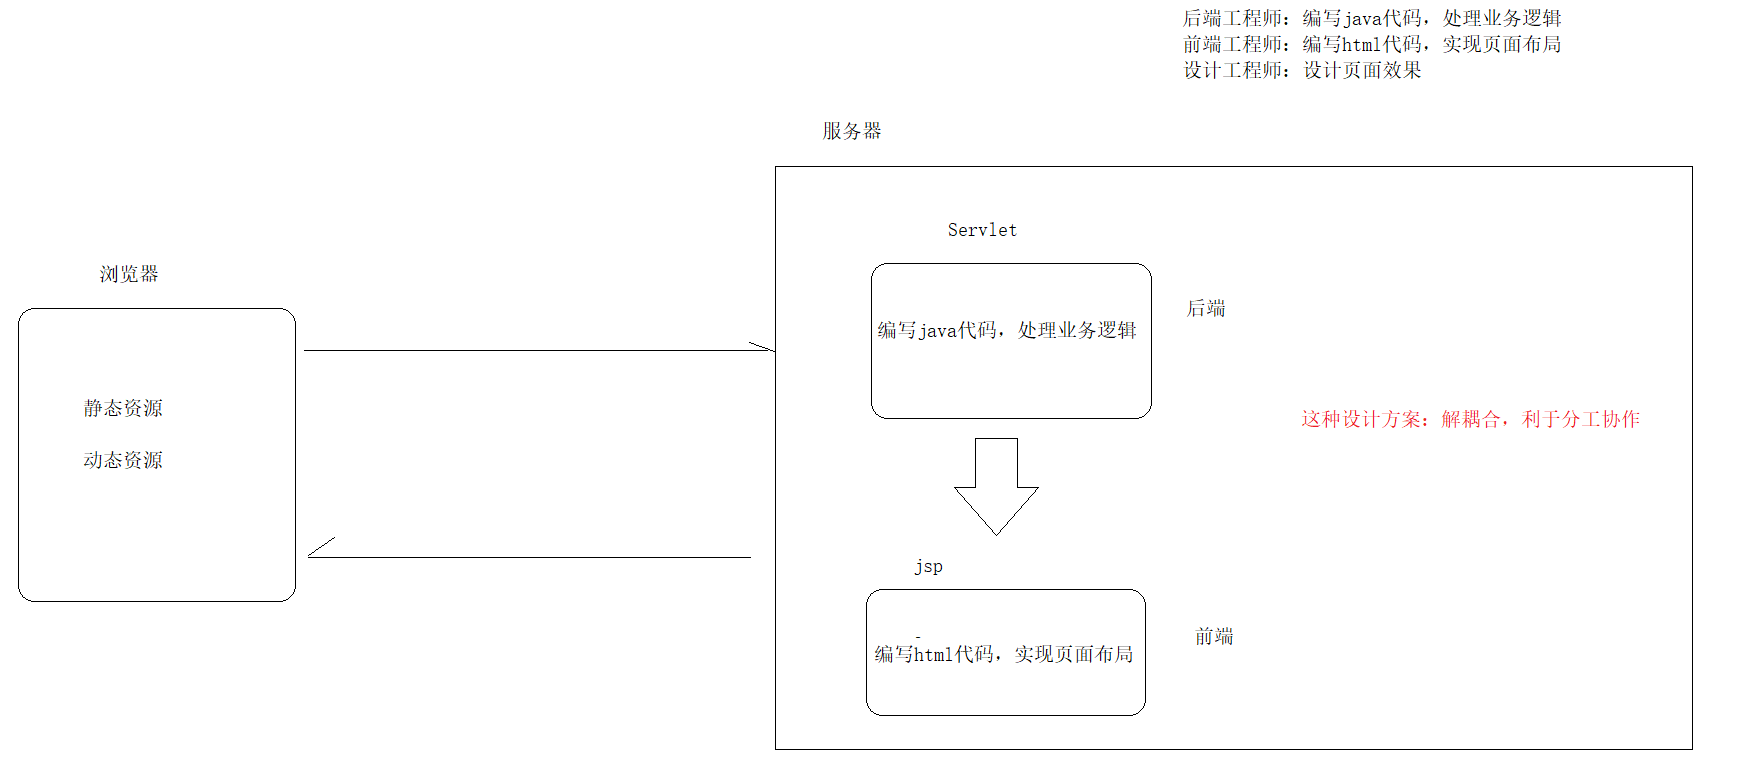 后端工程师：编写java代码，处理业务逻辑
前端工程师：编写html代码，实现页面布局
设计工程师：设计页面效果
服务器
Servlet
浏览器
后端
编写java代码，处理业务逻辑
静态资源
这种设计方案：解耦合，利于分工协作
动态资源
jsp
前端
编写html代码，实现页面布局